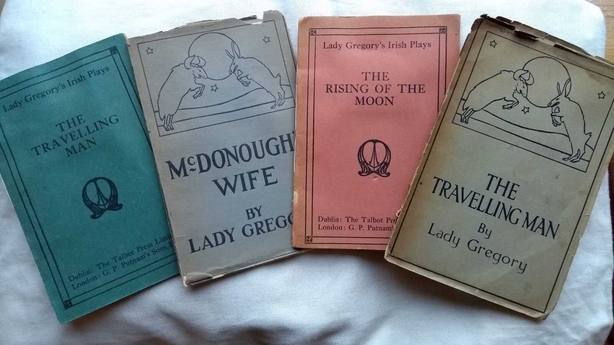 Lady Gregory's Irish Plays
THE
TRAVELLING
MAN
Dublin: The Talbot Press Lim
London: G. P. Putnam's Sons
McDONOUGH'
WIFE
BY
LADY GREGO
Lady Gregory's Irish Plays
THE
RISING OF THE
MOON
Dublin: The Talbot Press
London: G. P. Putnam's
THE
TRAVELLING MAN
By
Lady Gregory